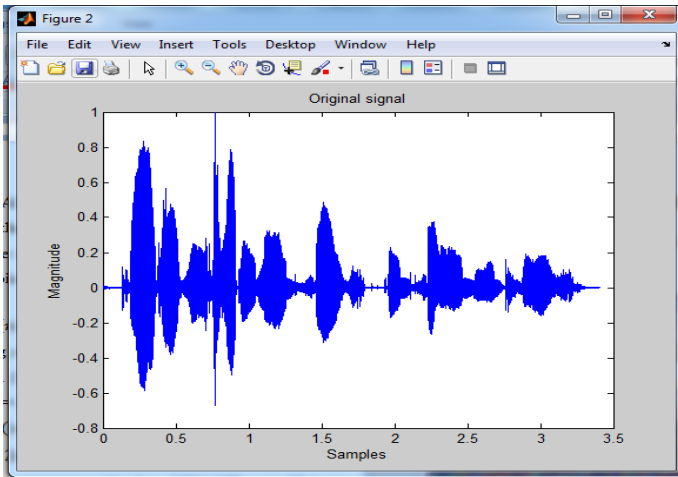 Figure 2
File Edit View Insert Tools Desktop Window Help
Original signal
1
0.8
0.6
0.4
0.2
0
-0.2
-0.4
-0.6
-0.8
Magnitude
0 0.5 1 1.5 2 2.5 3 3.5
Samples